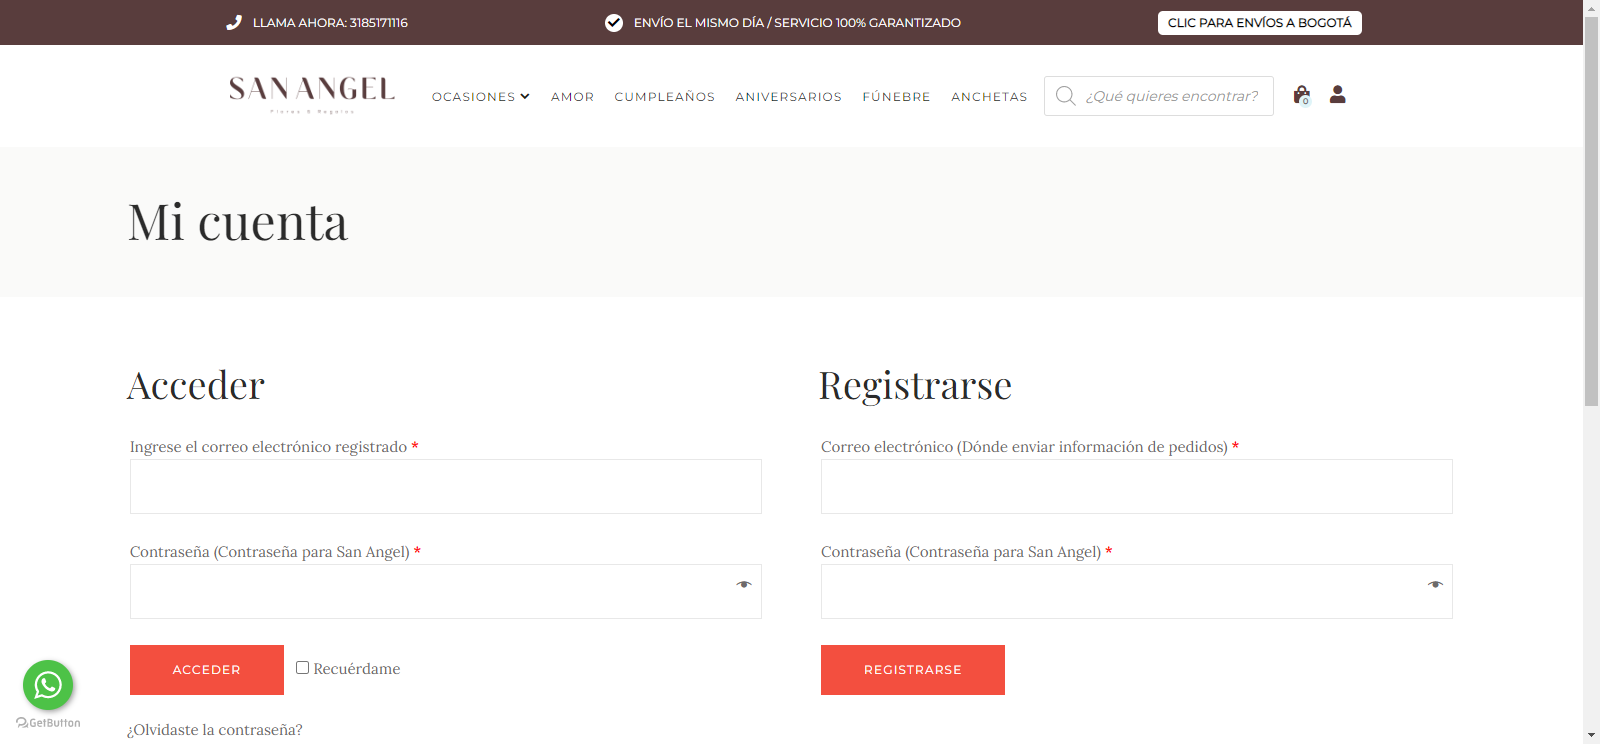 LLAMA AHORA: 3185171116
ENVÍO EL MISMO DÍA / SERVICIO 100% GARANTIZADO
CLIC PARA ENVÍOS A BOGOTÁ
SAN ANGEL
Flores & Regalos
OCASIONES
AMOR
CUMPLEAÑOS
ANIVERSARIOS
FÚNEBRE
ANCHETAS
¿Qué quieres encontrar?
0
Mi cuenta
Acceder
Ingrese el correo electrónico registrado *
Contraseña (Contraseña para San Angel) *
ACCEDER
Recuérdame
¿Olvidaste la contraseña?
Registrarse
Correo electrónico (Dónde enviar información de pedidos) *
Contraseña (Contraseña para San Angel) *
REGISTRARSE
GetButton